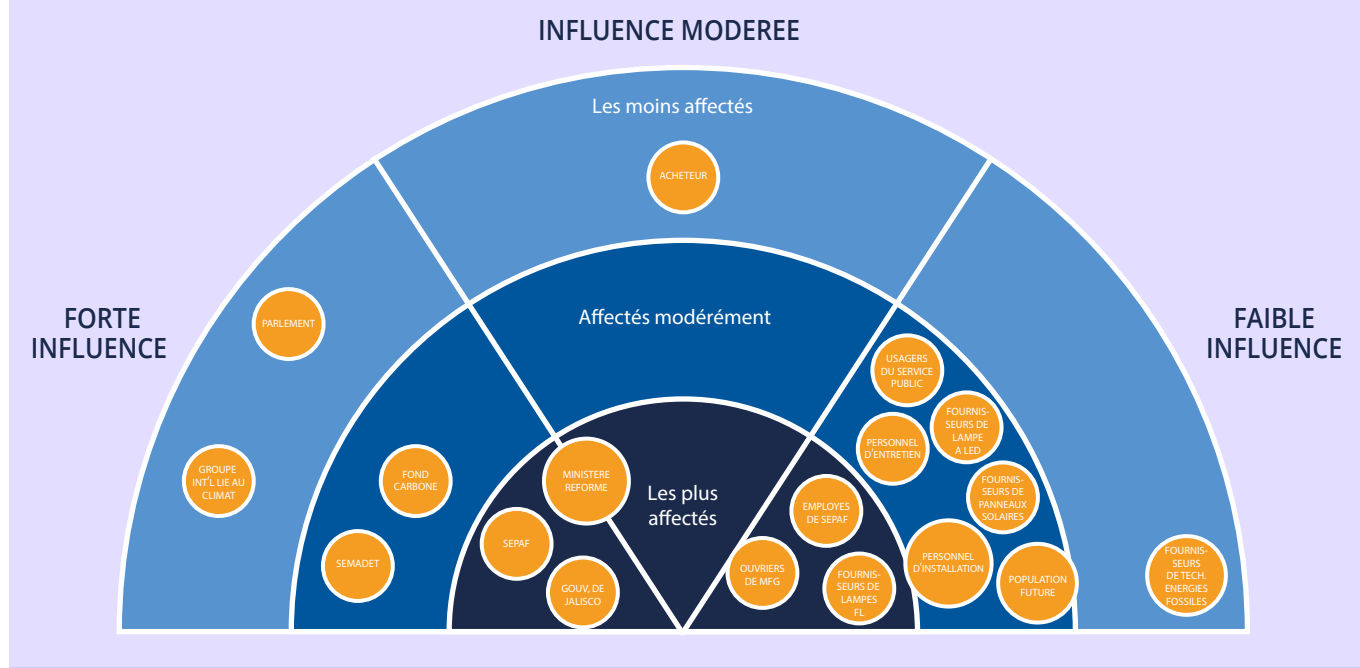 INFLUENCE MODEREE
Les moins affectés
ACHETEUR
FORTE
INFLUENCE
PARLEMENT
FAIBLE
INFLUENCE
Affectés modérément
USAGERS
DU SERVICE
PUBLIC
FOURNIS-
SEURS DE
LAMPE
A LED
PERSONNEL
D'ENTRETIEN
GROUPE
INT'L LIE AU
CLIMAT
FOND
CARBONE
MINISTERE
REFORME
Les plus
affectés
FOURNIS-
SEURS DE
PANNEAUX
SOLAIRES
EMPLOYES
DE SEPAF
SEPAF
SEMADET
GOUV, DE
JALISCO
OUVRIERS
DE MFG
FOURNIS-
SEURS DE
LAMPES
FL
PERSONNEL
D'INSTALLATION
POPULATION
FUTURE
FOURNIS-
SEURS
DE TECH.
ENERGIES
FOSSILES